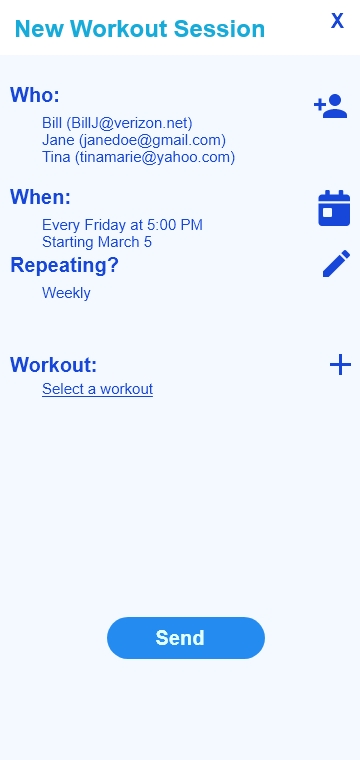 New Workout Session
X
Who:
Bill (BillJ@verizon.net)
Jane (janedoe@gmail.com)
Tina (tinamarie@yahoo.com)
When:
Every Friday at 5:00 PM
Starting March 5
Repeating?
Weekly
Workout:
Select a workout
Send